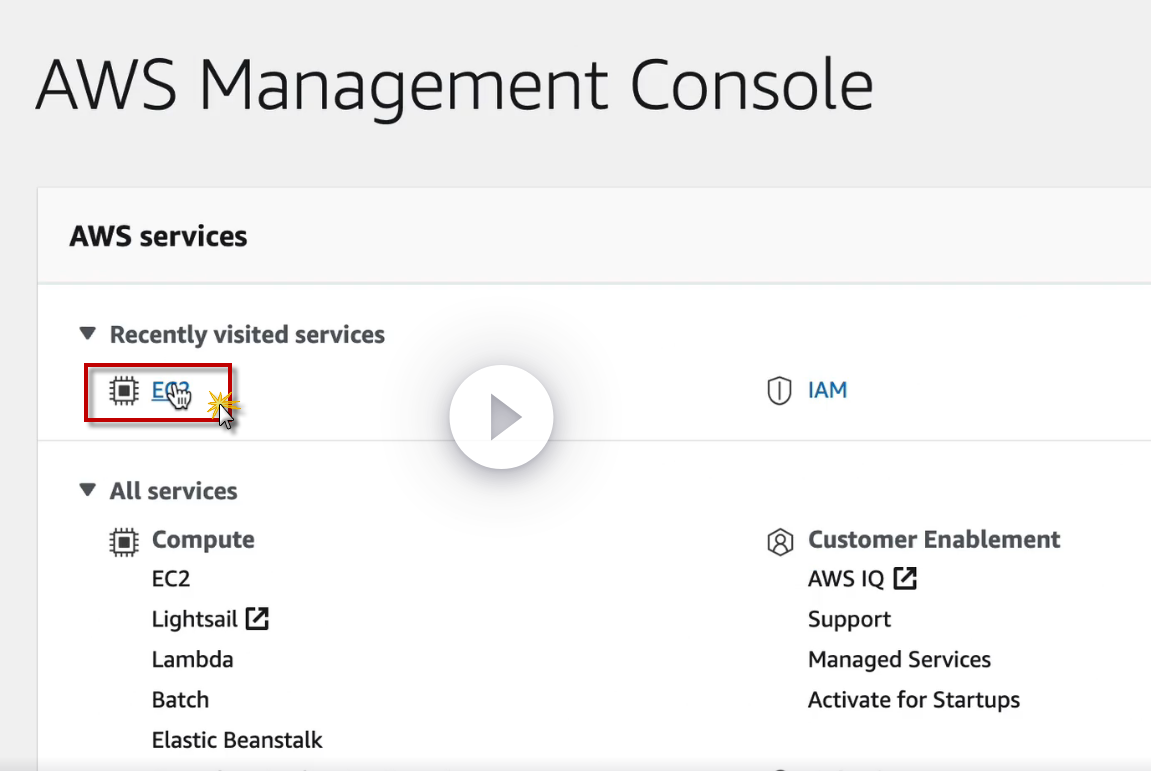 AWS Management Console
AWS services
Recently visited services
EC2
IAM
All services
Compute
EC2
Lightsail
Lambda
Batch
Elastic Beanstalk
Customer Enablement
AWS IQ
Support
Managed Services
Activate for Startups